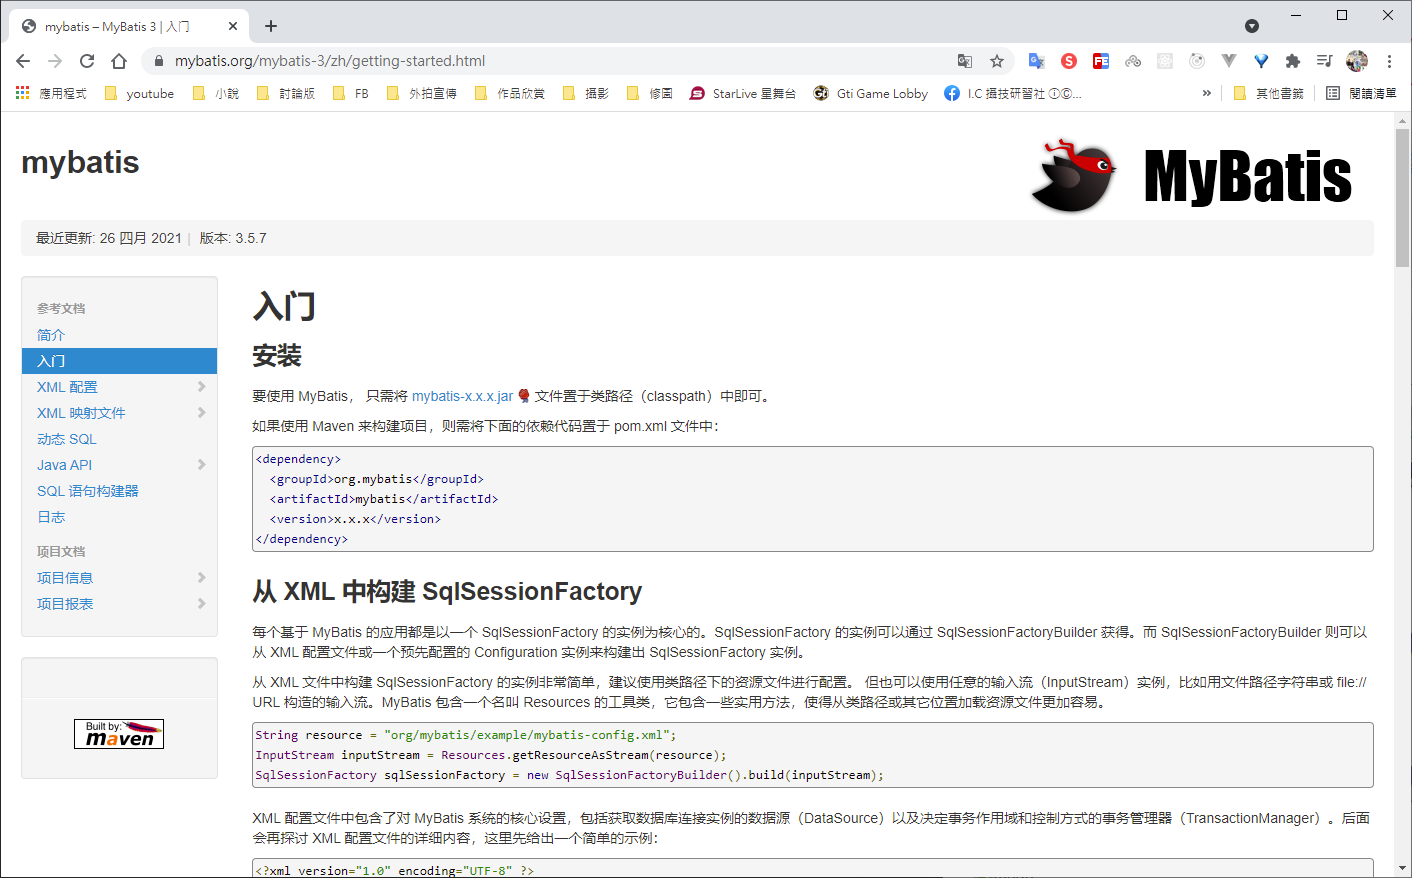 mybatis – MyBatis 3 | 入门
mybatis.org/mybatis-3/zh/getting-started.html
應用程式 youtube 小說 討論版 FB 外拍宣傳 作品欣賞 攝影 修圖 StarLive 星舞台 Gti Game Lobby I.C 攝技研習社 ①Ⓒ... » 其他書籤 閱讀清單
mybatis
MyBatis
最近更新: 26 四月 2021 | 版本: 3.5.7
参考文档
简介
入门
XML 配置
XML 映射文件
动态 SQL
Java API
SQL 语句构建器
日志
项目文档
项目信息
项目报表
Built by:
maven
入门
安装
要使用 MyBatis， 只需将 mybatis-x.x.x.jar 文件置于类路径（classpath）中即可。
如果使用 Maven 来构建项目，则需将下面的依赖代码置于 pom.xml 文件中：
<dependency>
  <groupId>org.mybatis</groupId>
  <artifactId>mybatis</artifactId>
  <version>x.x.x</version>
</dependency>
从 XML 中构建 SqlSessionFactory
每个基于 MyBatis 的应用都是以一个 SqlSessionFactory 的实例为核心的。SqlSessionFactory 的实例可以通过 SqlSessionFactoryBuilder 获得。而 SqlSessionFactoryBuilder 则可以
从 XML 配置文件或一个预先配置的 Configuration 实例来构建出 SqlSessionFactory 实例。
从 XML 文件中构建 SqlSessionFactory 的实例非常简单，建议使用类路径下的资源文件进行配置。 但也可以使用任意的输入流（InputStream）实例，比如用文件路径字符串或 file://
URL 构造的输入流。MyBatis 包含一个名叫 Resources 的工具类，它包含一些实用方法，使得从类路径或其它位置加载资源文件更加容易。
String resource = "org/mybatis/example/mybatis-config.xml";
InputStream inputStream = Resources.getResourceAsStream(resource);
SqlSessionFactory sqlSessionFactory = new SqlSessionFactoryBuilder().build(inputStream);
XML 配置文件中包含了对 MyBatis 系统的核心设置，包括获取数据库连接实例的数据源（DataSource）以及决定事务作用域和控制方式的事务管理器（TransactionManager）。后面
会再探讨 XML 配置文件的详细内容，这里先给出一个简单的示例：
<?xml version="1.0" encoding="UTF-8" ?>